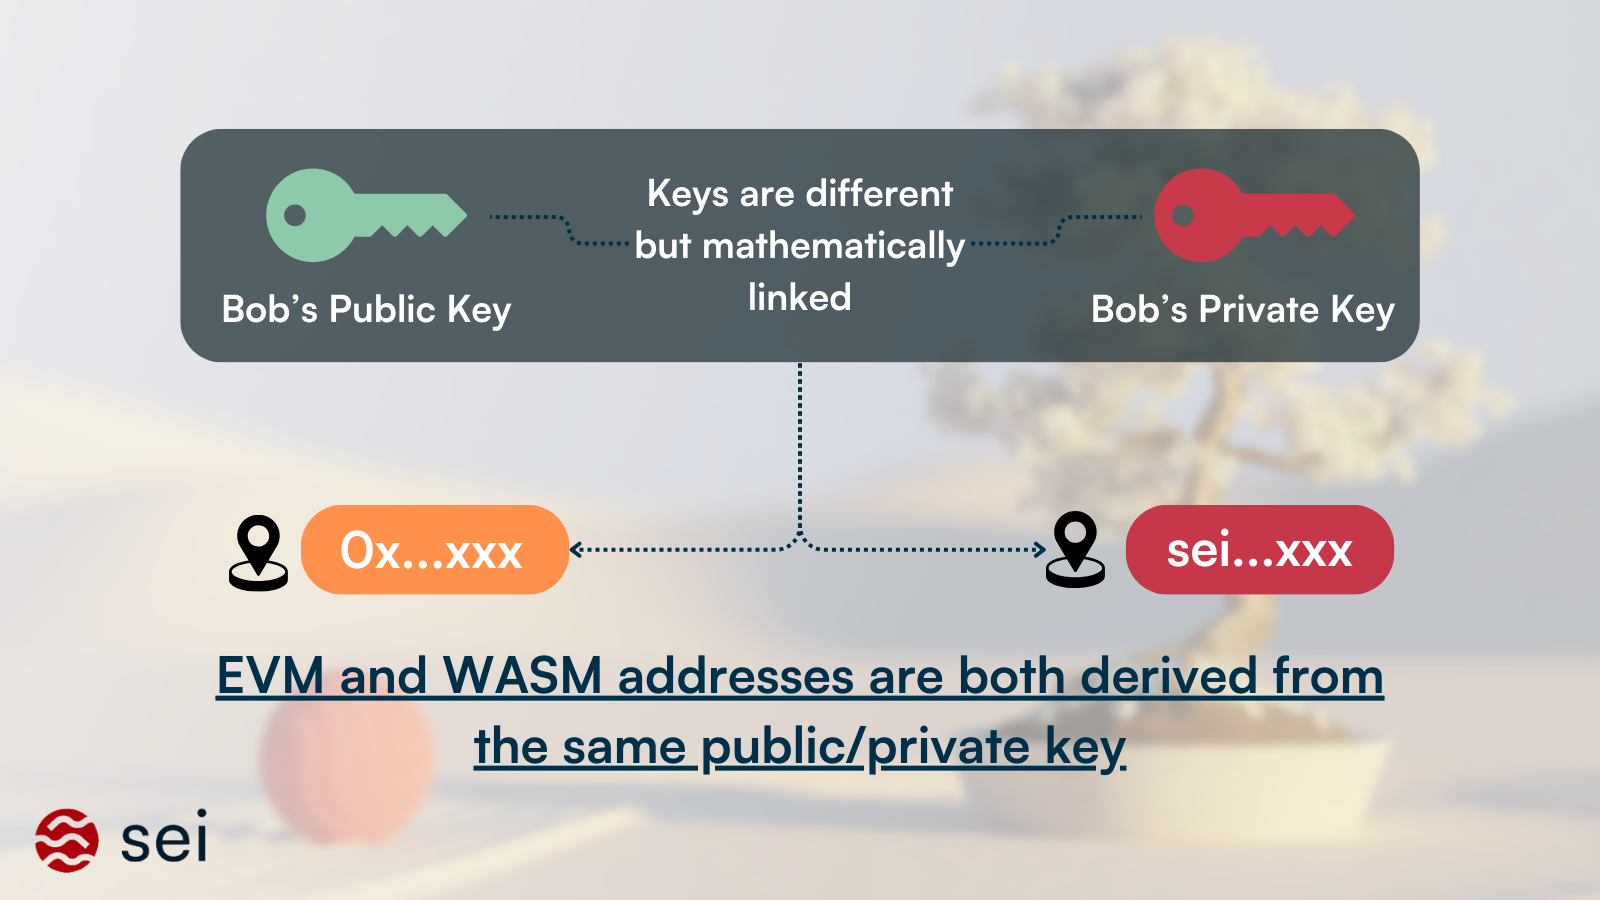 Keys are different
but mathematically
linked
Bob’s Public Key
Bob’s Private Key
0x...xxx
sei...xxx
EVM and WASM addresses are both derived from
the same public/private key
sei